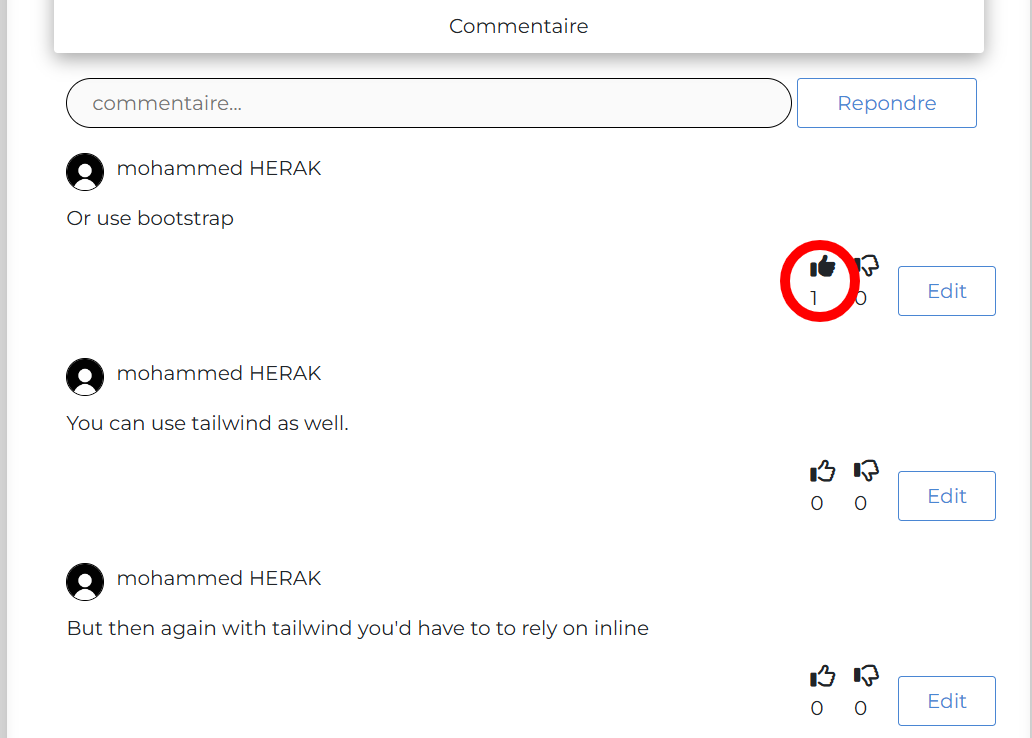 Commentaire
commentaire...
Repondre
mohammed HERAK
Or use bootstrap
1 0
Edit
mohammed HERAK
You can use tailwind as well.
0 0
Edit
mohammed HERAK
But then again with tailwind you'd have to to rely on inline
0 0
Edit